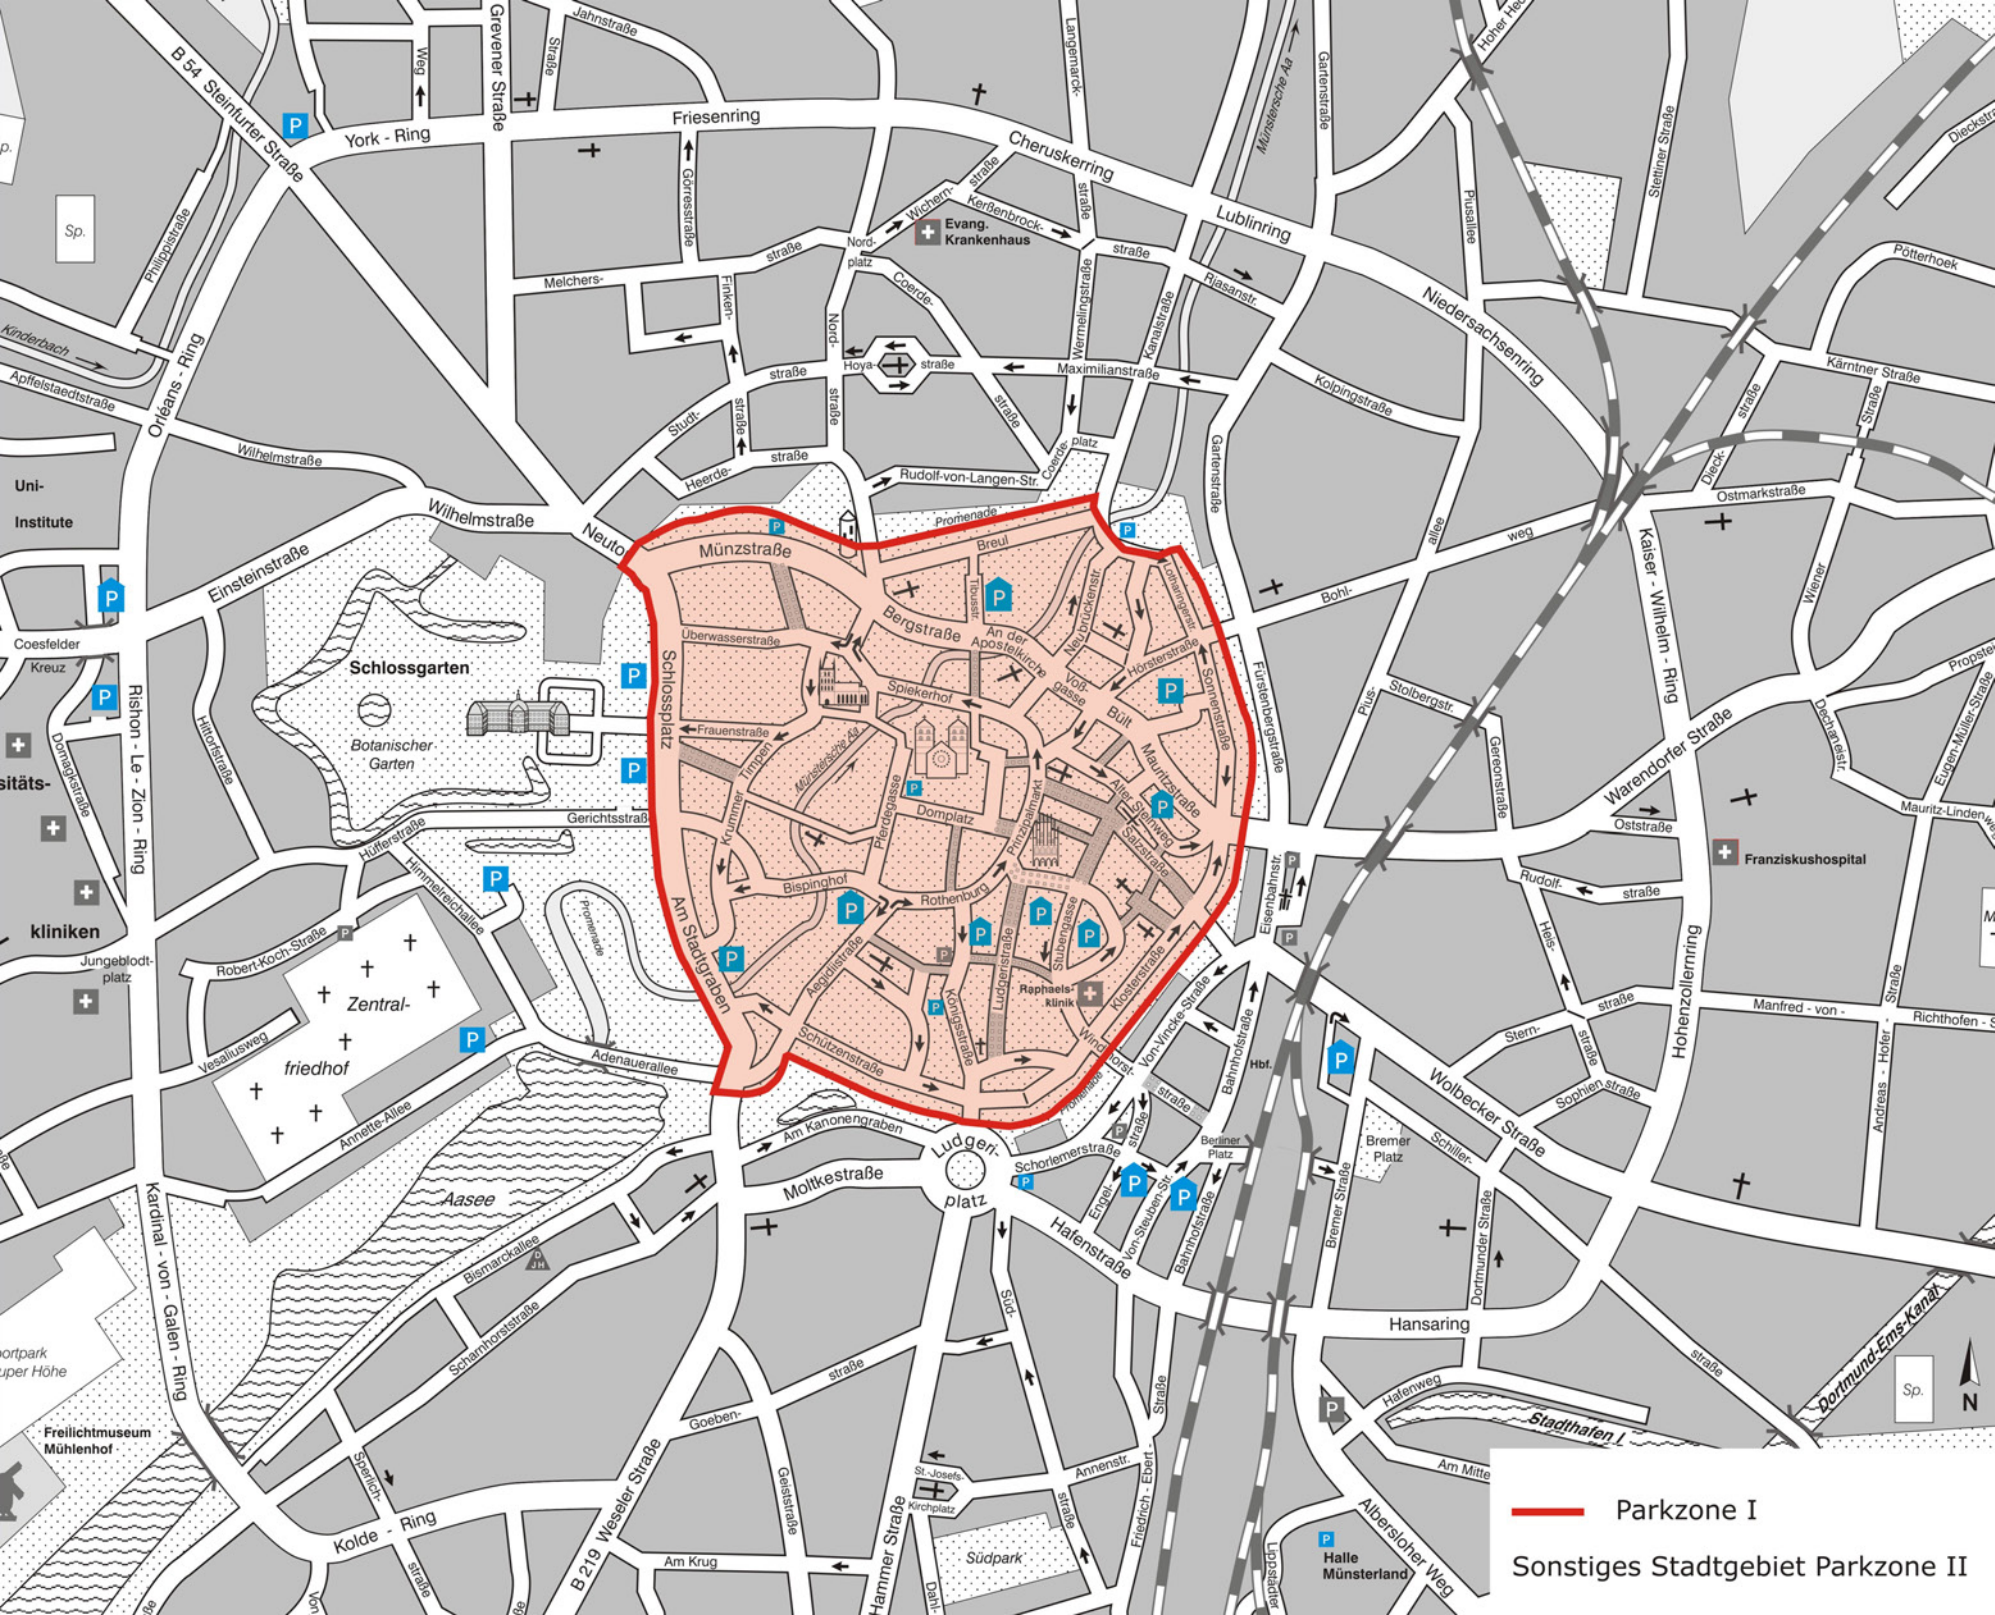 B 54 Steinfurter Straße
Weg
Grevener Straße
Straße
Jahnstraße
Langemarck-
straße
Münstersche Aa
Gartenstraße
Stettiner Straße
Piusallee
York - Ring
Friesenring
Cheruskerring
Lublinring
Niedersachsenring
Görresstraße
Wichern-
straße
Kerßenbrock-
straße
Evang.
Krankenhaus
Nord-
platz
Rjasanstr.
Pötterhoek
Sp.
Philippistraße
Melchers-
straße
Finken-
straße
Coerde-
straße
Wermelingstraße
Kanalstraße
Kinderbach
Apffelstaedtstraße
Orléans - Ring
Nord-
straße
Hoya-
straße
Maximilianstraße
Kolpingstraße
Kärntner Straße
Studt-
straße
Heerde-
straße
Rudolf-von-Langen-Str.
Coerde-
platz
Gartenstraße
Dieck-
straße
Straße
Ostmarkstraße
Wilhelmstraße
Uni-
Institute
Wilhelmstraße
Promenade
Münzstraße
Breul
Einsteinstraße
Bohl-
weg
allee
Kaiser - Wilhelm - Ring
Wiener
Tibusstr.
Lotharingerstr.
Neubrückenstr.
Bergstraße
An der
Apostelkirche
Überwasserstraße
Hörsterstraße
Coesfelder
Kreuz
Schlossgarten
Schlossplatz
Spiekerhof
Voß-
gasse
Bült
Sonnenstraße
Fürstenbergstraße
Pius-
Stolbergstr.
Gereonstraße
Warendorfer Straße
Dechaneistr.
Eugen-Müller-Straße
Rishon - Le - Zion - Ring
Hittorfstraße
Domagkstraße
Botanischer
Garten
Frauenstraße
Krummer
Timpen
Münstersche Aa
Pferdegasse
Domplatz
Prinzipalmarkt
Alter Steinweg
Mauritzstraße
Salzstraße
sitäts-
kliniken
Gerichtsstraße
Hüfferstraße
Himmelreichallee
Promenade
Oststraße
Franziskushospital
Rudolf-
straße
Heis-
straße
Eisenbahnstr.
Bispinghof
Rothenburg
Am Stadtgraben
Aegidiistraße
Königsstraße
Ludgeristraße
Stubengasse
Raphaels-
klinik
Klosterstraße
Windthorst-
straße
Schützenstraße
Promenade
Jungeblodt-
platz
Robert-Koch-Straße
Zentral-
friedhof
Vesaliusweg
Adenauerallee
Annette-Allee
Aasee
Von-Vincke-Straße
Bahnhofstraße
Hbf.
Stern-
straße
Sophienstraße
Manfred - von -
Richthofen - S
Hohenzollernring
Andreas - Hofer - Straße
Wolbecker Straße
Schiller-
straße
Bremer
Platz
Berliner
Platz
Bremer Straße
Dortmunder Straße
Am Kanonengraben
Ludgeri-
platz
Schorlemerstraße
straße
Engel-
Von-Steuben-Str.
Bahnhofstraße
Moltkestraße
Hafenstraße
Hansaring
Kardinal - von - Galen - Ring
Bismarckallee
DJH
Scharnhorststraße
Freilichtmuseum
Mühlenhof
Goeben-
straße
Geiststraße
Süd-
straße
Annenstr.
St.-Josefs-
Kirchplatz
Südpark
Hammer Straße
Friedrich - Ebert - Straße
Hafenweg
Stadthafen I
Dortmund-Ems-Kanal
Sp.
N
Am Mitte
Albersloher Weg
Sperlich-
straße
Kolde - Ring
B 219 Weseler Straße
Am Krug
Dahl-
Lippstädter
Halle
Münsterland
Parkzone I
Sonstiges Stadtgebiet Parkzone II